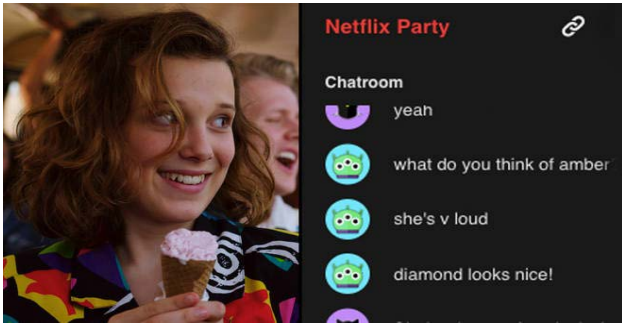 Netflix Party
Chatroom
yeah
what do you think of amber
she's v loud
diamond looks nice!